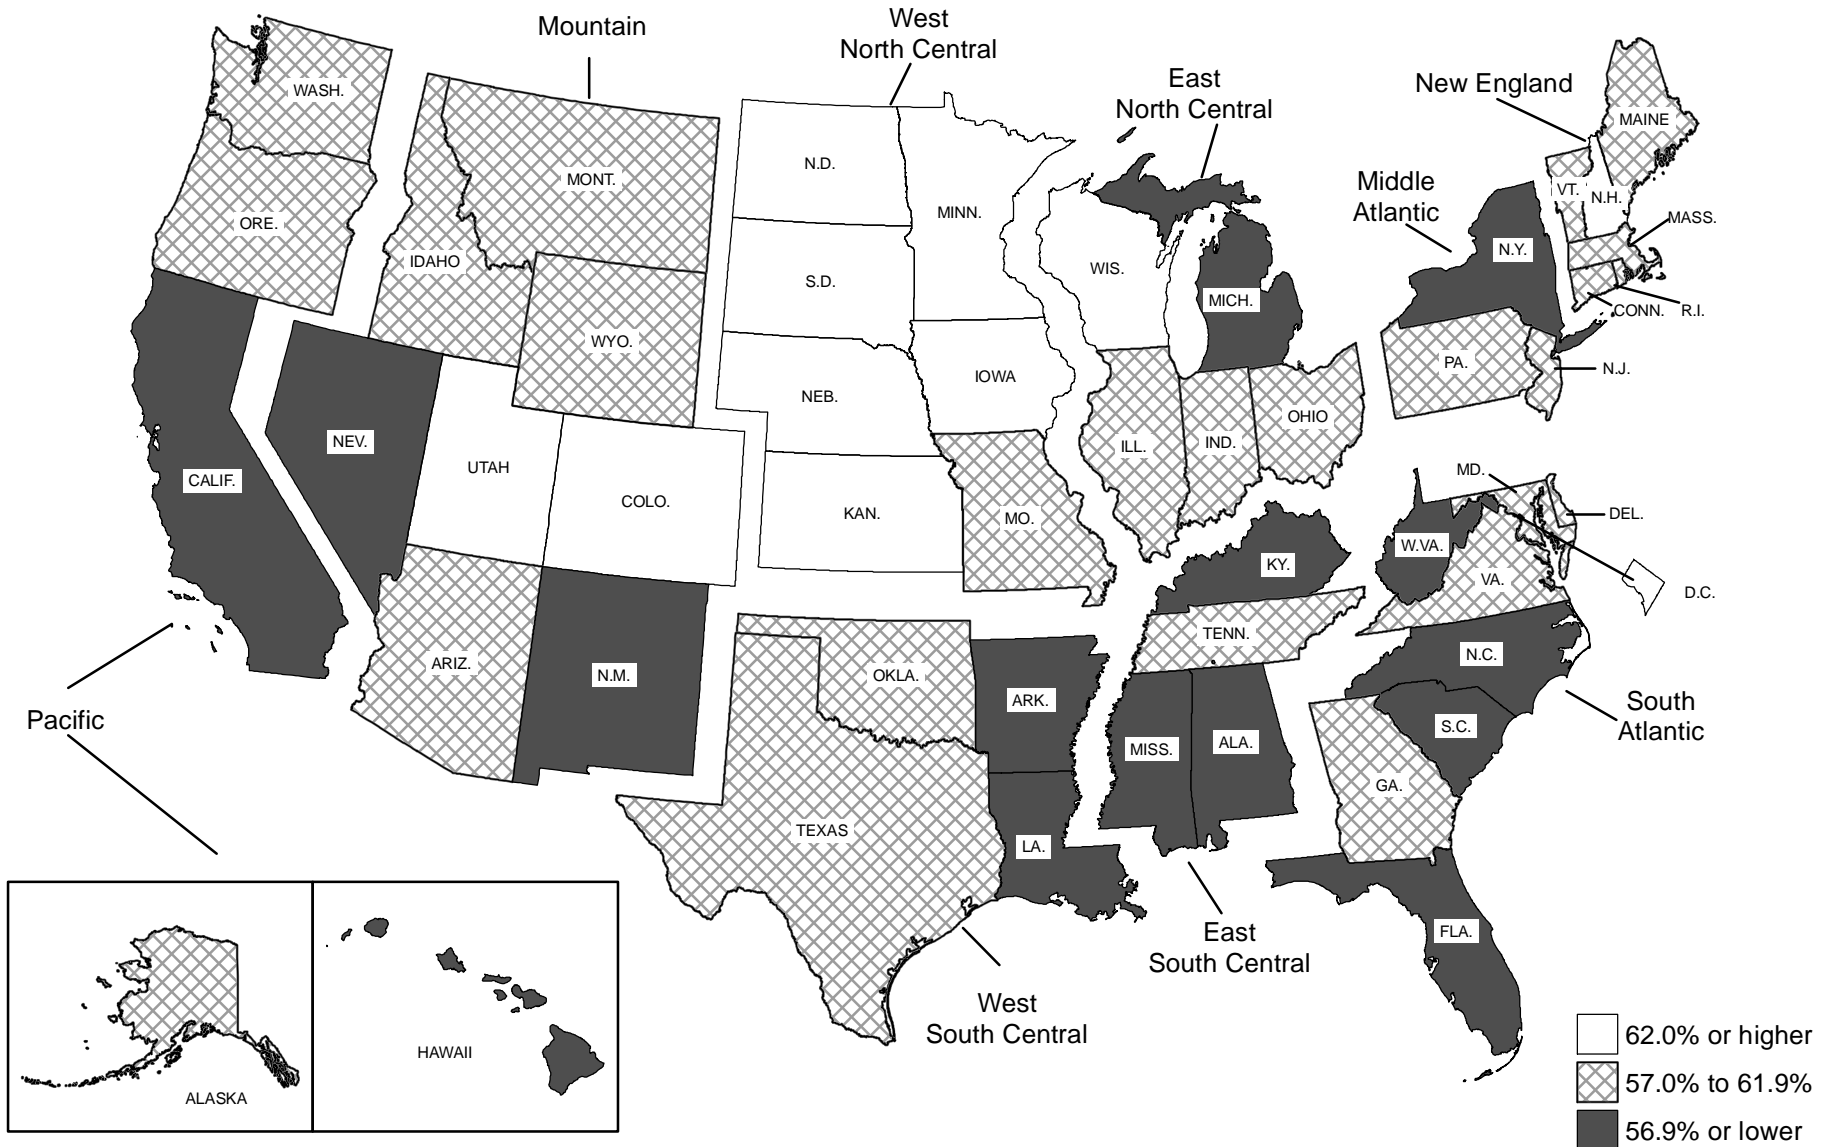 Mountain
West
North Central
East
North Central
New England
Middle
Atlantic
WASH.
ORE.
MONT.
IDAHO
WYO.
N.D.
S.D.
NEB.
KAN.
MINN.
IOWA
MO.
WIS.
MICH.
ILL.
IND.
OHIO
MAINE
VT.
N.H.
MASS.
CONN.
R.I.
N.Y.
PA.
N.J.
CALIF.
NEV.
UTAH
COLO.
ARIZ.
N.M.
OKLA.
TEXAS
ARK.
LA.
KY.
TENN.
MISS.
ALA.
MD.
DEL.
W.VA.
VA.
D.C.
N.C.
S.C.
GA.
FLA.
Pacific
South
Atlantic
East
South Central
West
South Central
ALASKA
HAWAII
62.0% or higher
57.0% to 61.9%
56.9% or lower